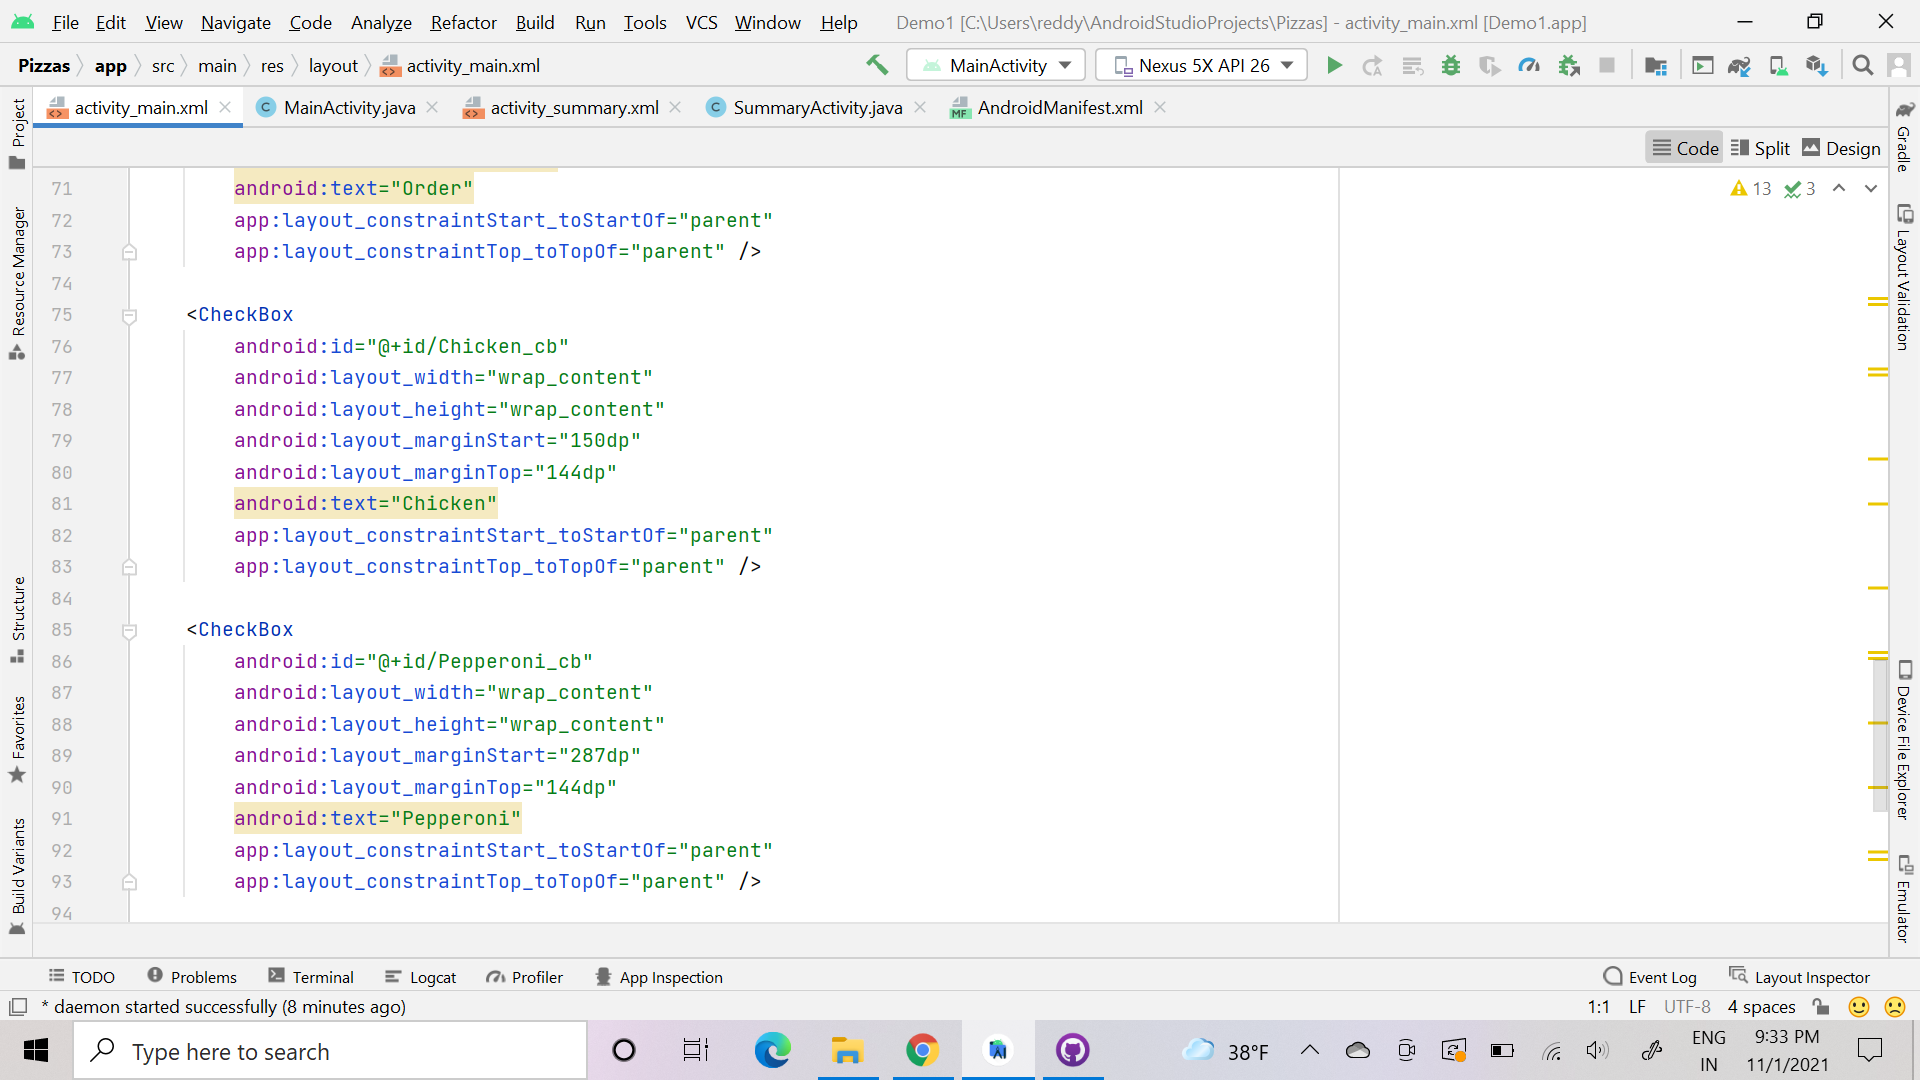 File Edit View Navigate Code Analyze Refactor Build Run Tools VCS Window Help Demo1 [C:\Users\reddy\AndroidStudioProjects\Pizzas] - activity_main.xml [Demo1.app]
Pizzas app src main res layout activity_main.xml MainActivity Nexus 5X API 26
activity_main.xml MainActivity.java activity_summary.xml SummaryActivity.java AndroidManifest.xml
Code Split Design
13 3
71 android:text="Order"
72 app:layout_constraintStart_toStartOf="parent"
73 app:layout_constraintTop_toTopOf="parent" />
74
75 <CheckBox
76 android:id="@+id/Chicken_cb"
77 android:layout_width="wrap_content"
78 android:layout_height="wrap_content"
79 android:layout_marginStart="150dp"
80 android:layout_marginTop="144dp"
81 android:text="Chicken"
82 app:layout_constraintStart_toStartOf="parent"
83 app:layout_constraintTop_toTopOf="parent" />
84
85 <CheckBox
86 android:id="@+id/Pepperoni_cb"
87 android:layout_width="wrap_content"
88 android:layout_height="wrap_content"
89 android:layout_marginStart="287dp"
90 android:layout_marginTop="144dp"
91 android:text="Pepperoni"
92 app:layout_constraintStart_toStartOf="parent"
93 app:layout_constraintTop_toTopOf="parent" />
94
Project
Resource Manager
Structure
Favorites
Build Variants
Gradle
Layout Validation
Device File Explorer
Emulator
TODO Problems Terminal Logcat Profiler App Inspection Event Log Layout Inspector
* daemon started successfully (8 minutes ago) 1:1 LF UTF-8 4 spaces
Type here to search 38°F ENG IN 9:33 PM 11/1/2021